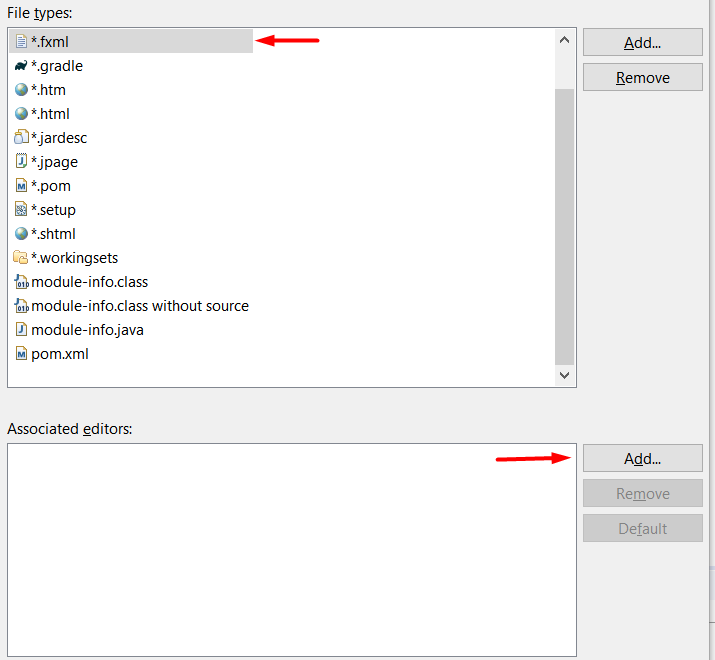 File types:
*.fxml
Add...
*.gradle
Remove
*.htm
*.html
*.jardesc
*.jpage
*.pom
*.setup
*.shtml
*.workingsets
module-info.class
module-info.class without source
module-info.java
pom.xml
Associated editors:
Add...
Remove
Default